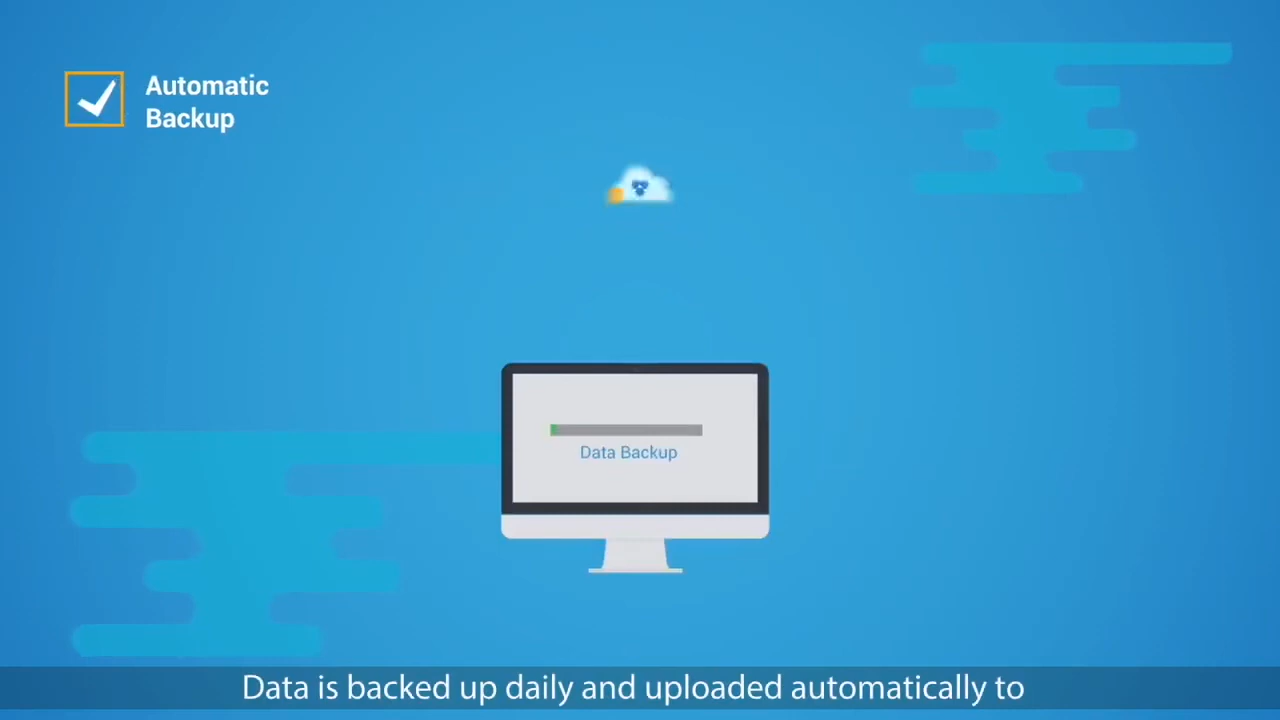 Automatic
Backup
Data Backup
Data is backed up daily and uploaded automatically to